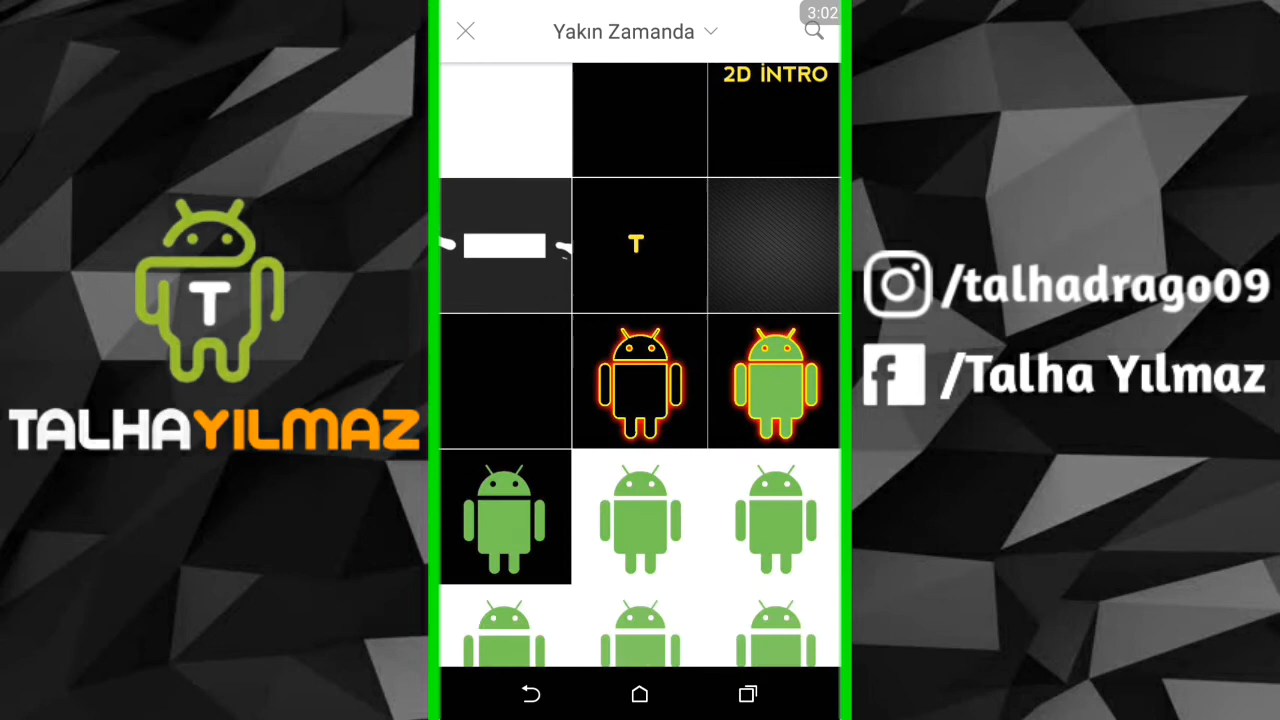 3:02
Yakın Zamanda
2D İNTRO
T
T
TALHAYILMAZ
/talhadrago09
/Talha Yılmaz